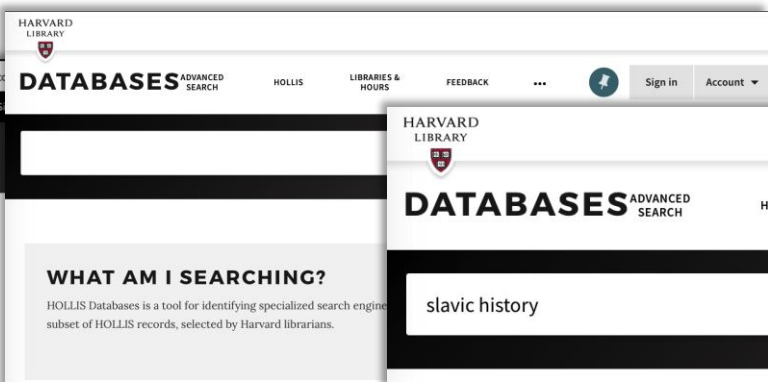 HARVARD
LIBRARY
DATABASES ADVANCED
SEARCH
HOLLIS
LIBRARIES &
HOURS
FEEDBACK
•••
Sign in
Account
WHAT AM I SEARCHING?
HOLLIS Databases is a tool for identifying specialized search engine
subset of HOLLIS records, selected by Harvard librarians.
HARVARD
LIBRARY
DATABASES ADVANCED
SEARCH
H
slavic history